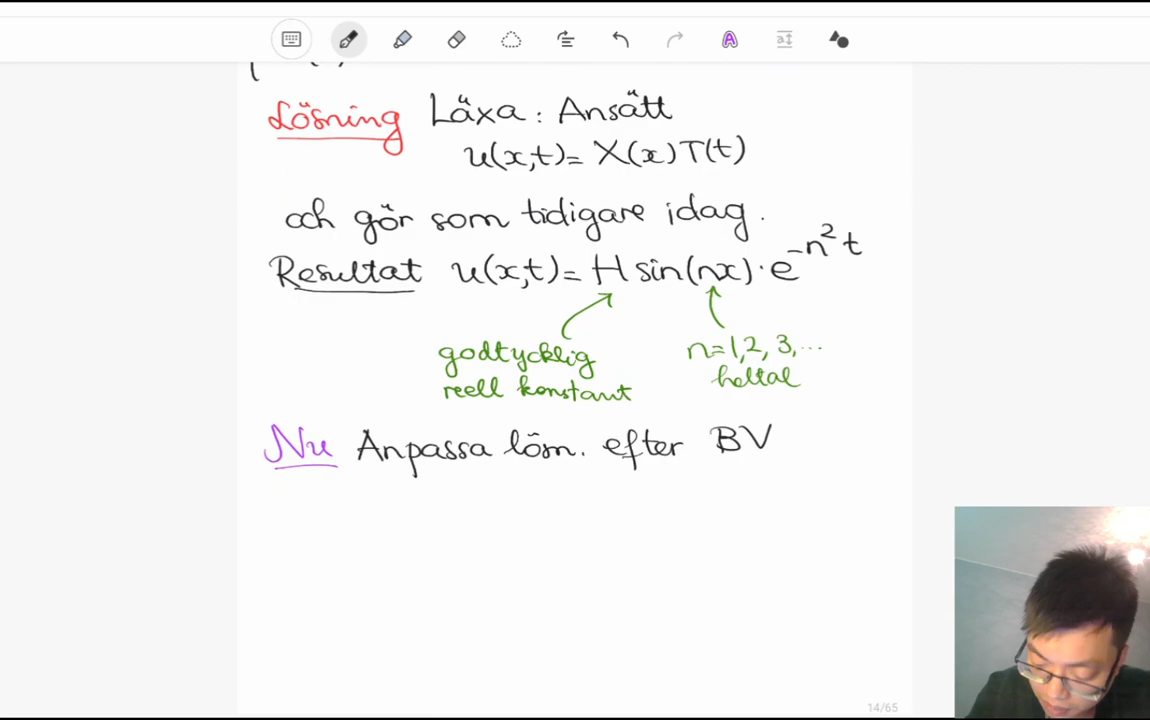 Lösning Läxa: Ansätt
u(x,t)= X(x)T(t)
och gör som tidigare idag.
Resultat u(x,t)= H sin(nx)·e^{-n²t}
godtycklig
reell konstant
n=1,2,3,...
heltal
Nu Anpassa lösn. efter BV
14/65